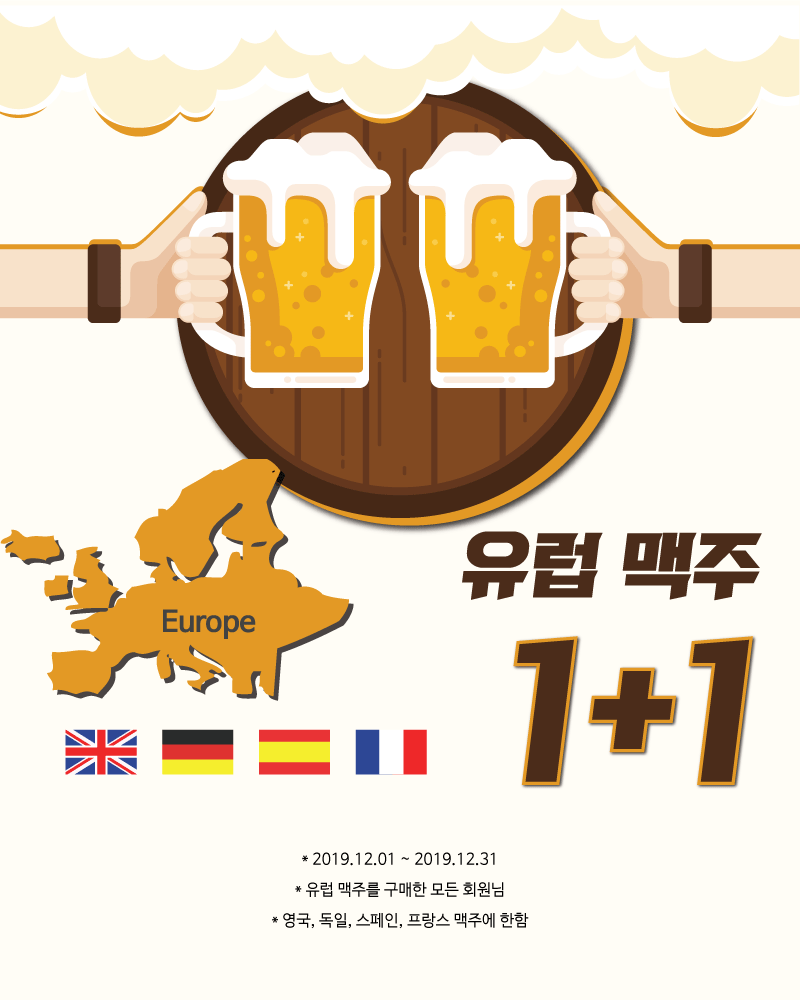 Europe
유럽 맥주
1+1
* 2019.12.01 ~ 2019.12.31
* 유럽 맥주를 구매한 모든 회원님
* 영국, 독일, 스페인, 프랑스 맥주에 한함